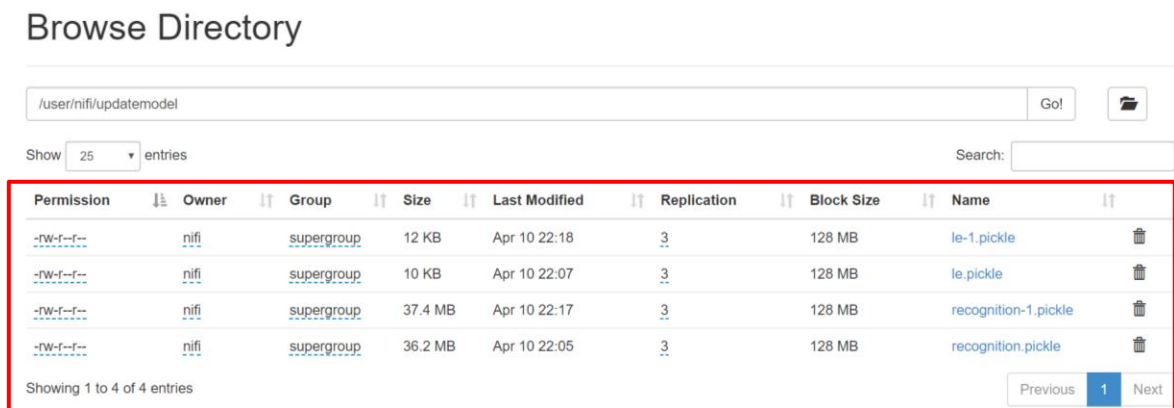 Browse Directory
/user/nifi/updatemodel Go!
Show 25 entries Search:
Permission Owner Group Size Last Modified Replication Block Size Name
-rw-r--r-- nifi supergroup 12 KB Apr 10 22:18 3 128 MB le-1.pickle
-rw-r--r-- nifi supergroup 10 KB Apr 10 22:07 3 128 MB le.pickle
-rw-r--r-- nifi supergroup 37.4 MB Apr 10 22:17 3 128 MB recognition-1.pickle
-rw-r--r-- nifi supergroup 36.2 MB Apr 10 22:05 3 128 MB recognition.pickle
Showing 1 to 4 of 4 entries Previous 1 Next